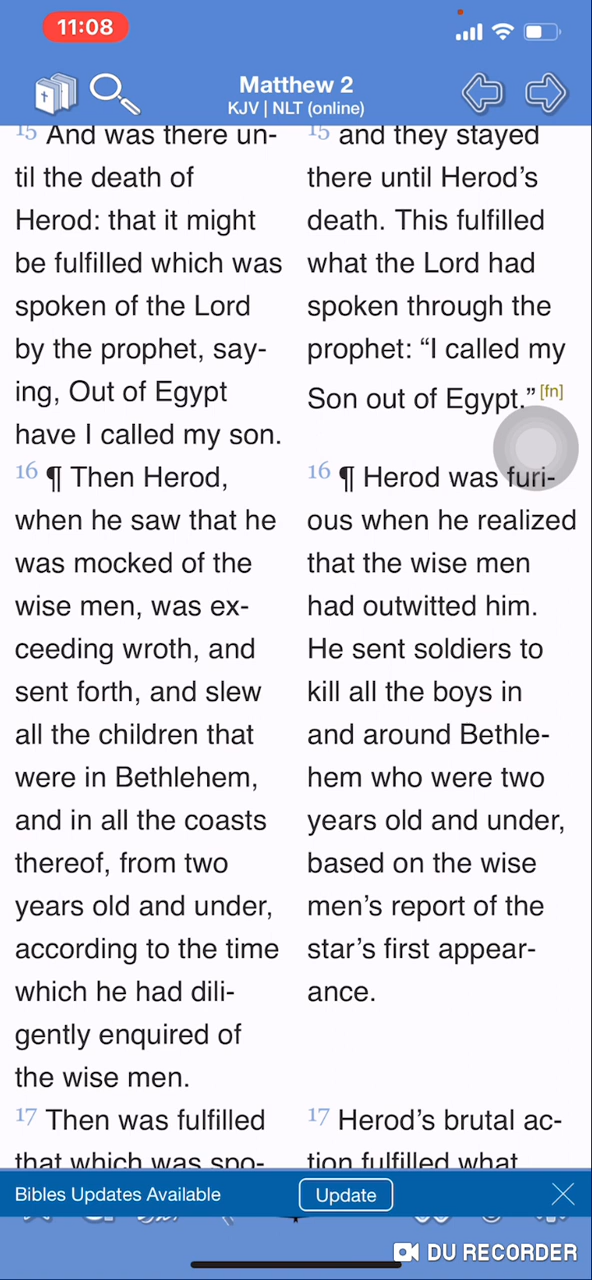 11:08
Matthew 2
KJV | NLT (online)
15 And was there un-
til the death of
Herod: that it might
be fulfilled which was
spoken of the Lord
by the prophet, say-
ing, Out of Egypt
have I called my son.
16 ¶ Then Herod,
when he saw that he
was mocked of the
wise men, was ex-
ceeding wroth, and
sent forth, and slew
all the children that
were in Bethlehem,
and in all the coasts
thereof, from two
years old and under,
according to the time
which he had dili-
gently enquired of
the wise men.
17 Then was fulfilled
that which was spo-
15 and they stayed
there until Herod’s
death. This fulfilled
what the Lord had
spoken through the
prophet: “I called my
Son out of Egypt.” [fn]
16 ¶ Herod was furi-
ous when he realized
that the wise men
had outwitted him.
He sent soldiers to
kill all the boys in
and around Bethle-
hem who were two
years old and under,
based on the wise
men’s report of the
star’s first appear-
ance.
17 Herod’s brutal ac-
tion fulfilled what
Bibles Updates Available
Update
DU RECORDER